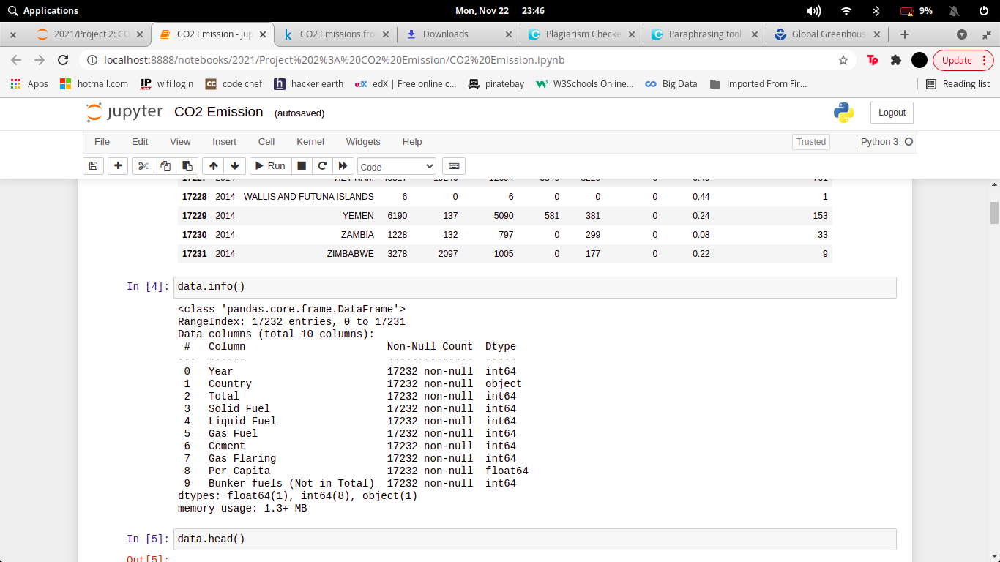 Applications
Mon, Nov 22 23:46
9%
2021/Project 2: CO
CO2 Emission - Jup
CO2 Emissions fro
Downloads
Plagiarism Checke
Paraphrasing tool
Global Greenhous
localhost:8888/notebooks/2021/Project%202%3A%20CO2%20Emission/CO2%20Emission.ipynb
Update
Apps
hotmail.com
wifi login
code chef
hacker earth
edX | Free online c...
piratebay
W3Schools Online...
Big Data
Imported From Fir...
Reading list
jupyter CO2 Emission (autosaved)
Logout
File Edit View Insert Cell Kernel Widgets Help
Trusted
Python 3
Run
Code
17227 2014 VIET NAM 45517 19246 12694 5349 8229 0 0.49 761
17228 2014 WALLIS AND FUTUNA ISLANDS 6 0 6 0 0 0 0.44 1
17229 2014 YEMEN 6190 137 5090 581 381 0 0.24 153
17230 2014 ZAMBIA 1228 132 797 0 299 0 0.08 33
17231 2014 ZIMBABWE 3278 2097 1005 0 177 0 0.22 9
In [4]: data.info()
<class 'pandas.core.frame.DataFrame'>
RangeIndex: 17232 entries, 0 to 17231
Data columns (total 10 columns):
# Column Non-Null Count Dtype
--- ------ -------------- -----
0 Year 17232 non-null int64
1 Country 17232 non-null object
2 Total 17232 non-null int64
3 Solid Fuel 17232 non-null int64
4 Liquid Fuel 17232 non-null int64
5 Gas Fuel 17232 non-null int64
6 Cement 17232 non-null int64
7 Gas Flaring 17232 non-null int64
8 Per Capita 17232 non-null float64
9 Bunker fuels (Not in Total) 17232 non-null int64
dtypes: float64(1), int64(8), object(1)
memory usage: 1.3+ MB
In [5]: data.head()
Out[5]: